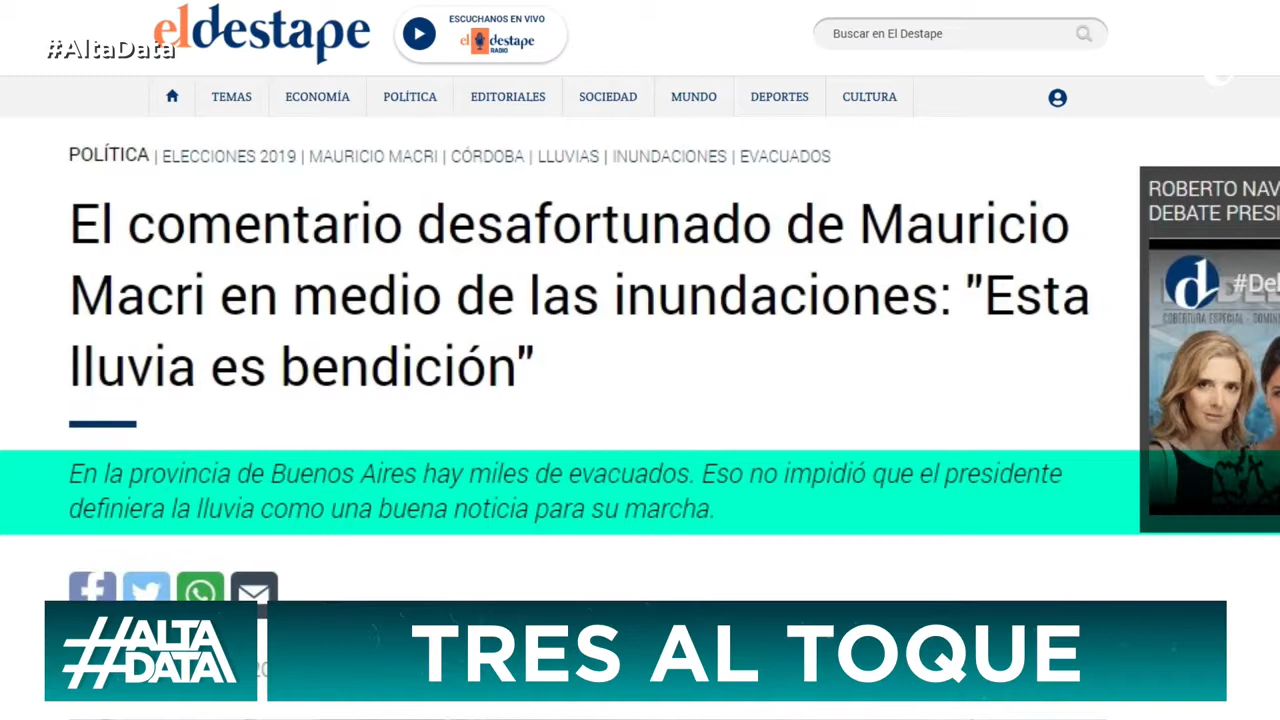 eldestape
ESCUCHANOS EN VIVO
el destape
RADIO
Buscar en El Destape
#AltaData
TEMAS
ECONOMÍA
POLÍTICA
EDITORIALES
SOCIEDAD
MUNDO
DEPORTES
CULTURA
POLÍTICA | ELECCIONES 2019 | MAURICIO MACRI | CÓRDOBA | LLUVIAS | INUNDACIONES | EVACUADOS
El comentario desafortunado de Mauricio
Macri en medio de las inundaciones: "Esta
lluvia es bendición"
En la provincia de Buenos Aires hay miles de evacuados. Eso no impidió que el presidente
definiera la lluvia como una buena noticia para su marcha.
ROBERTO NAV
DEBATE PRESI
d
#De
COBERTURA ESPECIAL - DOMIN
#ALTA
DATA
TRES AL TOQUE